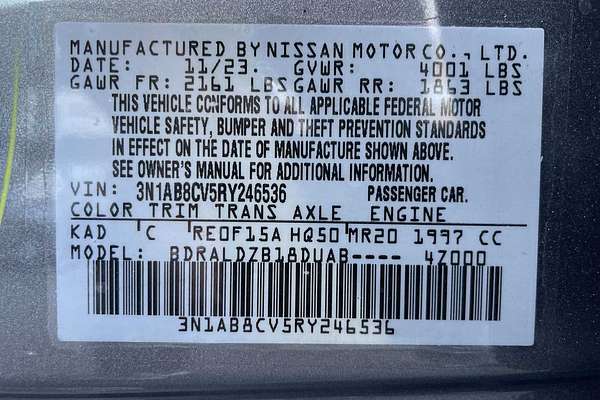 MANUFACTURED BY NISSAN MOTOR CO., LTD.
DATE: 11/23. GVWR: 4001 LBS
GAWR FR: 2161 LBS GAWR RR: 1863 LBS
THIS VEHICLE CONFORMS TO ALL APPLICABLE FEDERAL MOTOR
VEHICLE SAFETY, BUMPER AND THEFT PREVENTION STANDARDS
IN EFFECT ON THE DATE OF MANUFACTURE SHOWN ABOVE.
SEE OWNER'S MANUAL FOR ADDITIONAL INFORMATION.
VIN: 3N1AB8CV5RY246536 PASSENGER CAR.
COLOR TRIM TRANS AXLE ENGINE
KAD C RE0F15A HQ50 MR20 1997 CC
MODEL: BDRALDZB18DUAB---- 4Z000
3N1AB8CV5RY246536